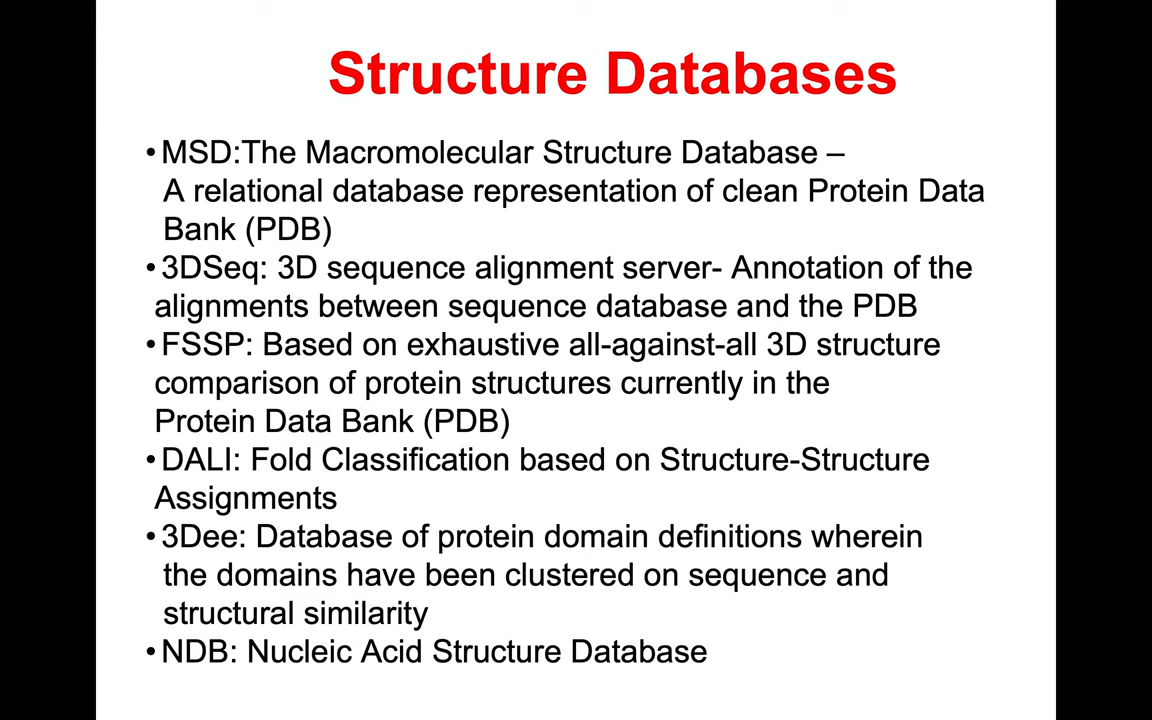 Structure Databases
•MSD:The Macromolecular Structure Database –
A relational database representation of clean Protein Data
Bank (PDB)
•3DSeq: 3D sequence alignment server- Annotation of the
alignments between sequence database and the PDB
•FSSP: Based on exhaustive all-against-all 3D structure
comparison of protein structures currently in the
Protein Data Bank (PDB)
•DALI: Fold Classification based on Structure-Structure
Assignments
•3Dee: Database of protein domain definitions wherein
the domains have been clustered on sequence and
structural similarity
•NDB: Nucleic Acid Structure Database